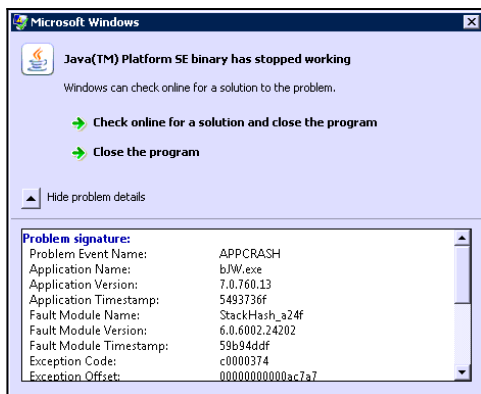 Microsoft Windows
Java(TM) Platform SE binary has stopped working
Windows can check online for a solution to the problem.
Check online for a solution and close the program
Close the program
Hide problem details
Problem signature:
Problem Event Name: APPCRASH
Application Name: bJW.exe
Application Version: 7.0.760.13
Application Timestamp: 5493736f
Fault Module Name: StackHash_a24f
Fault Module Version: 6.0.6002.24202
Fault Module Timestamp: 59b94ddf
Exception Code: c0000374
Exception Offset: 00000000000ac7a7